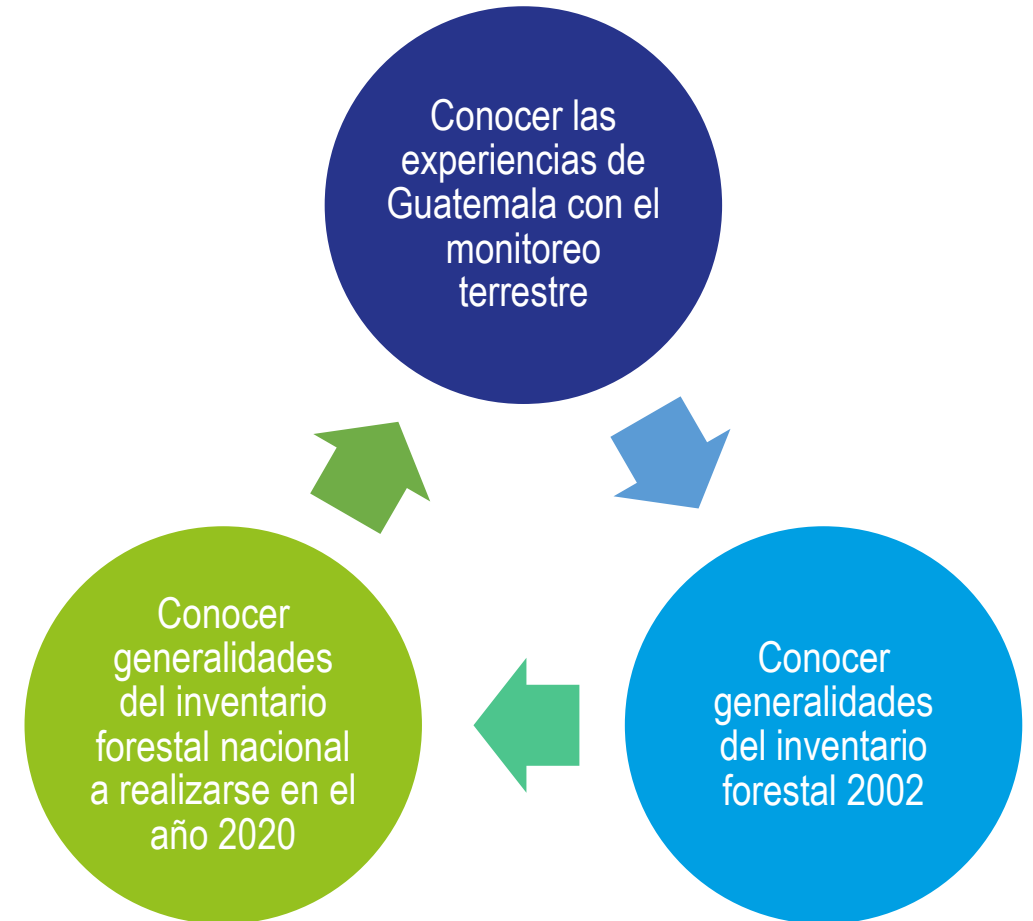 Conocer las
experiencias de
Guatemala con el
monitoreo
terrestre
Conocer
generalidades
del inventario
forestal 2002
Conocer
generalidades
del inventario
forestal nacional
a realizarse en el
año 2020